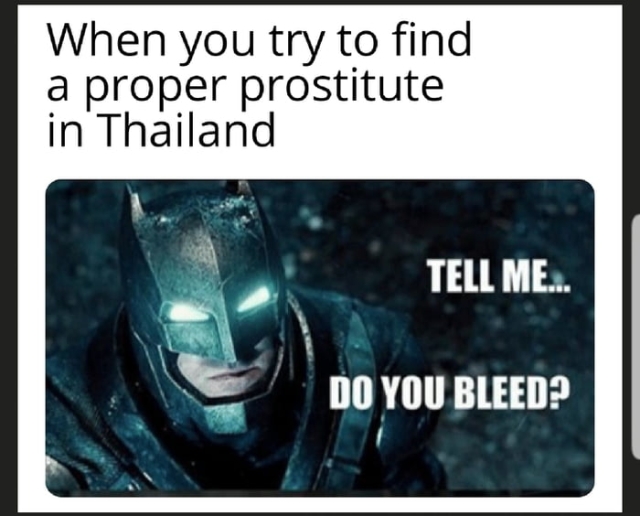 When you try to find
a proper prostitute
in Thailand
TELL ME...
DO YOU BLEED?